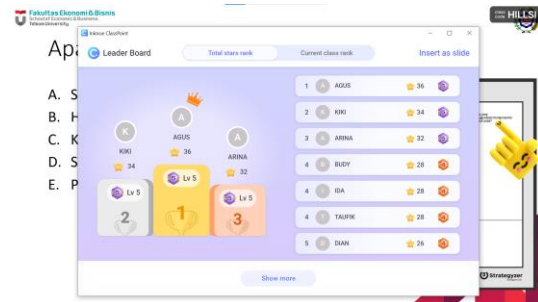 Fakultas Ekonomi & Bisnis
School of Economic & Business
Telkom University
CLASS CODE HILLSI
Inknoe ClassPoint
Apa
Leader Board
Total stars rank
Current class rank
Insert as slide
A. S
B. H
C. K
D. S
E. P
K
KIKI
34
A
AGUS
36
A
ARINA
32
Lv 5
Lv 5
Lv 5
2
1
3
1 A AGUS 36
2 K KIKI 34
3 A ARINA 32
4 B BUDY 28
4 I IDA 28
4 T TAUFIK 28
5 D DIAN 26
Show more
Strategyzer